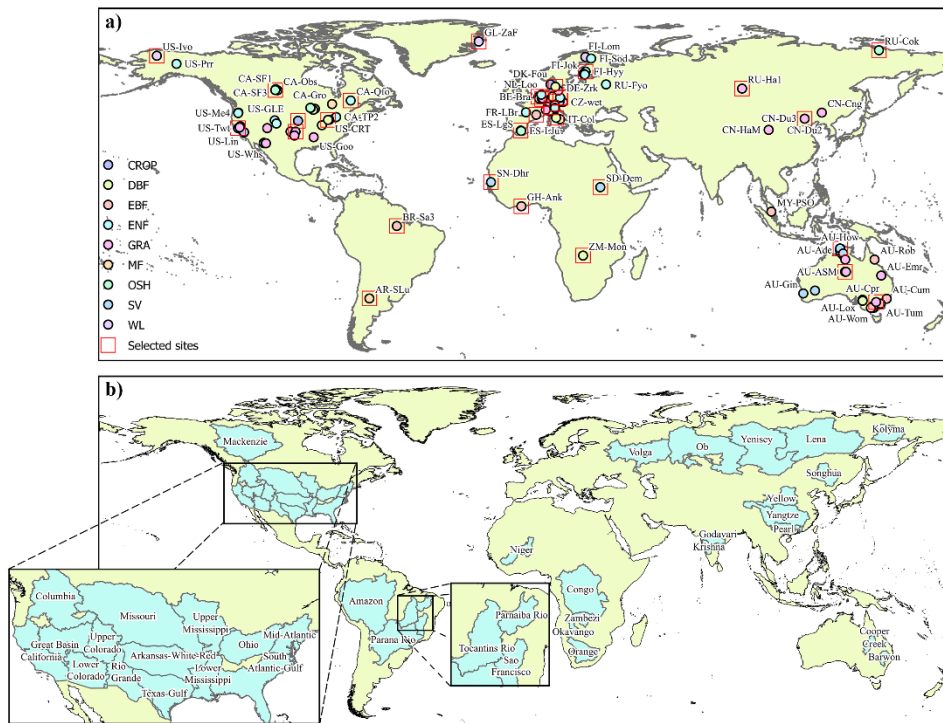 a)
US-Ivo
US-Prr
GL-ZaF
FI-Lom
FI-Sod
FI-Jok
FI-Hyy
RU-Cok
CA-SF1
CA-Obs
CA-SF3
CA-Gro
CA-Qfo
DK-Fou
NL-Loo
DE-Zrk
BE-Bra
CZ-wet
RU-Fyo
RU-Ha1
US-Me4
US-GLE
CA-TP2
FR-LBr
IT-Col
CN-Cng
US-Twt
US-CRT
ES-LgS
ES-LJu
CN-Du3
CN-Du2
US-Lin
US-Goo
CN-HaM
US-Whs
CROP
DBF
EBF
ENF
GRA
MF
OSH
SV
WL
Selected sites
SN-Dhr
SD-Dem
GH-Ank
MY-PSO
BR-Sa3
ZM-Mon
AR-SLu
AU-How
AU-Ade
AU-Rob
AU-ASM
AU-Emr
AU-Gin
AU-Cpr
AU-Cum
AU-Lox
AU-Wom
AU-Tum
b)
Mackenzie
Volga
Ob
Yenisey
Lena
Kolyma
Songhua
Yellow
Yangtze
Pearl
Godavari
Krishna
Niger
Congo
Zambezi
Okavango
Orange
Cooper
Creek
Barwon
Amazon
Parana Rio
Parnaiba Rio
Tocantins Rio
Sao
Francisco
Columbia
Missouri
Upper
Mississippi
Great Basin
Upper
Colorado
Ohio
Mid-Atlantic
California
Arkansas-White-Red
South
Atlantic-Gulf
Lower
Colorado
Rio
Grande
Lower
Mississippi
Texas-Gulf